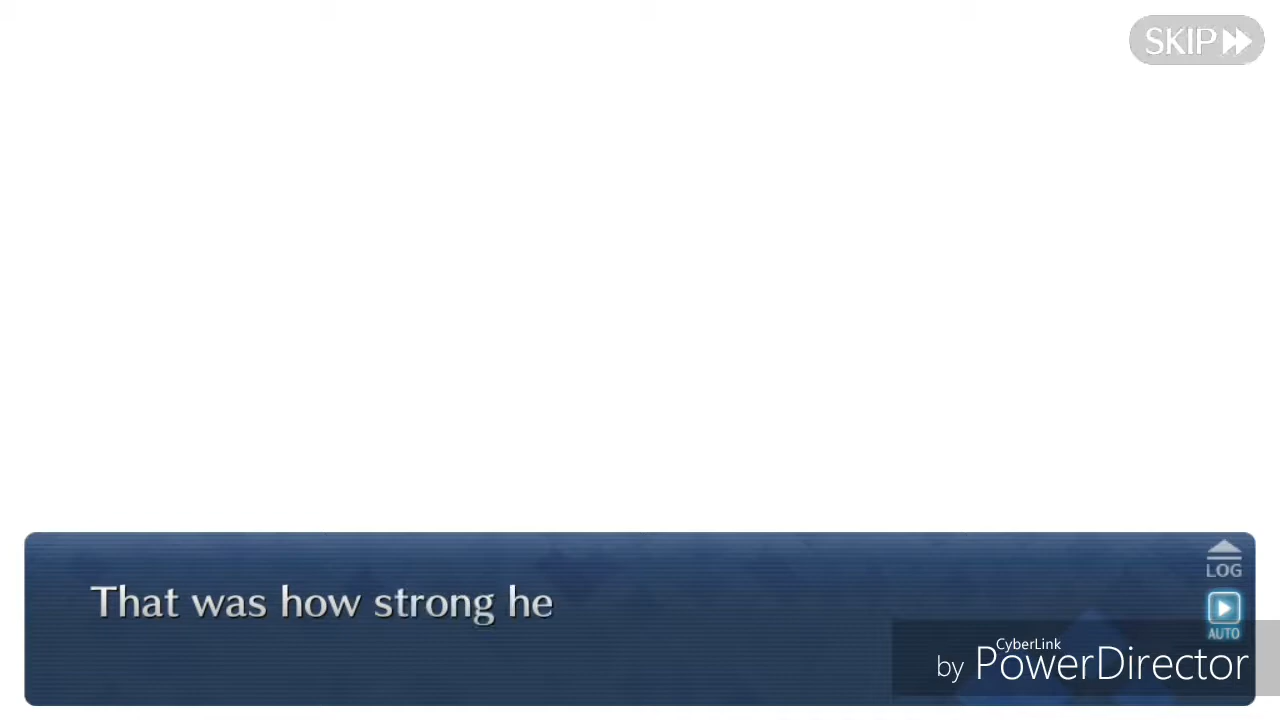 SKIP
That was how strong he
LOG
AUTO
CyberLink
by PowerDirector